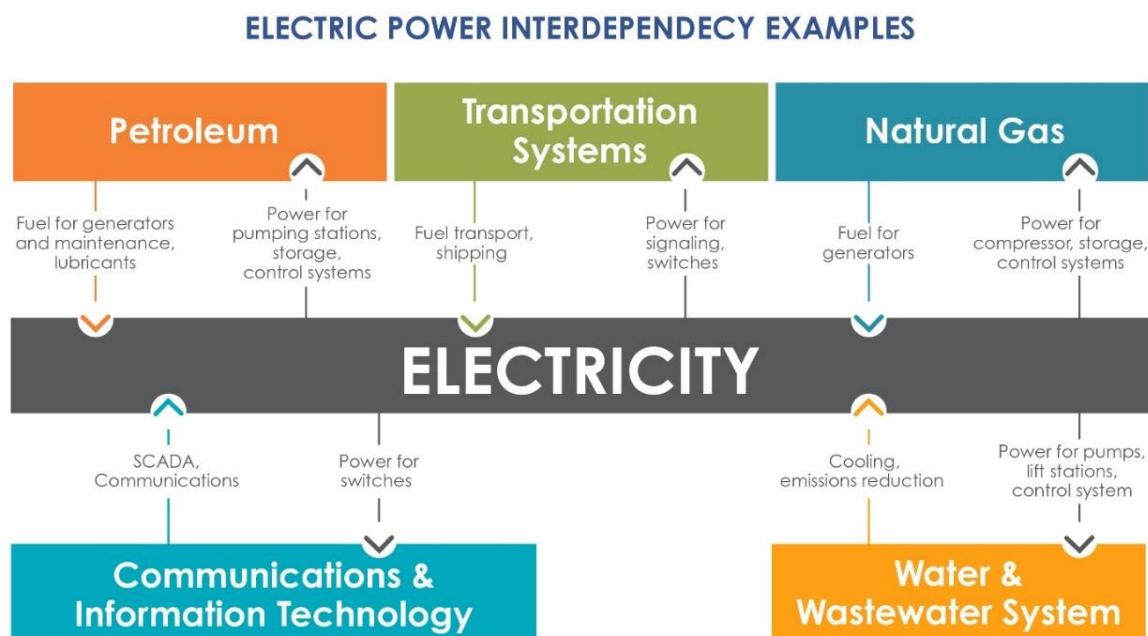 ELECTRIC POWER INTERDEPENDECY EXAMPLES
Petroleum
Transportation
Systems
Natural Gas
Fuel for generators
and maintenance,
lubricants
Power for
pumping stations,
storage,
control systems
Fuel transport,
shipping
Power for
signaling,
switches
Fuel for
generators
Power for
compressor, storage,
control systems
ELECTRICITY
SCADA,
Communications
Power for
switches
Cooling,
emissions reduction
Power for pumps,
lift stations,
control system
Communications &
Information Technology
Water &
Wastewater System